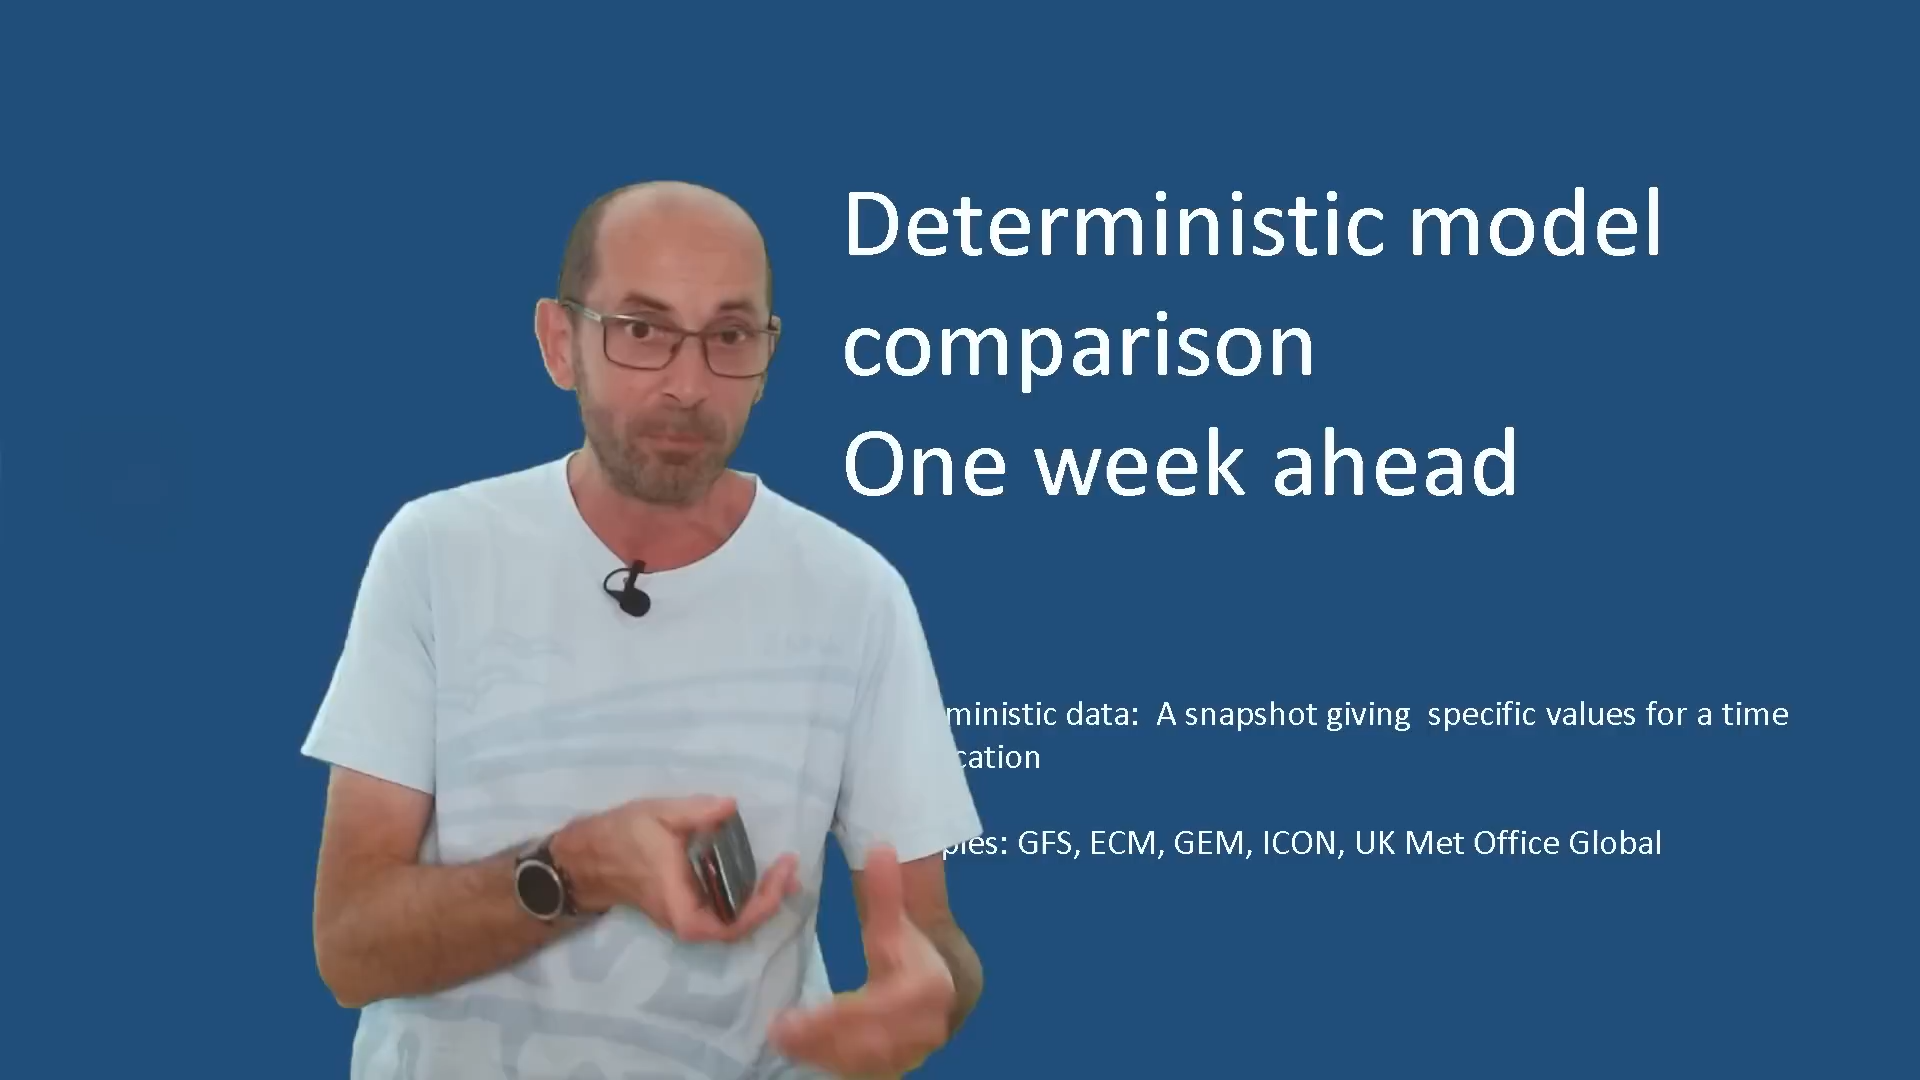 Deterministic model
comparison
One week ahead
ministic data:  A snapshot giving  specific values for a time
cation
ples: GFS, ECM, GEM, ICON, UK Met Office Global